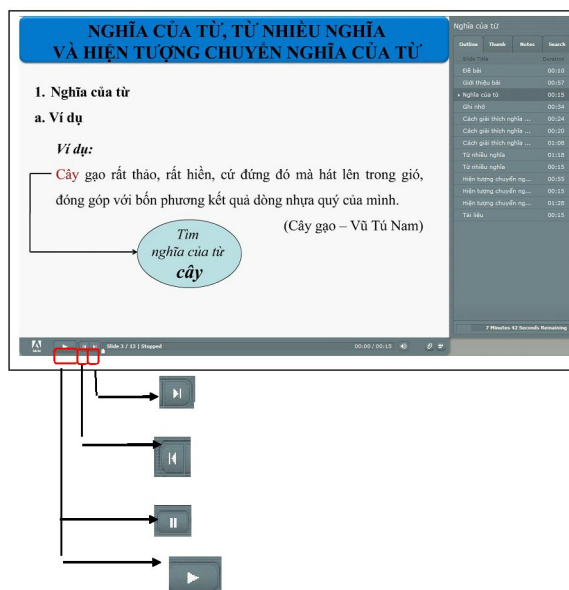 NGHĨA CỦA TỪ, TỪ NHIỀU NGHĨA
VÀ HIỆN TƯỢNG CHUYỂN NGHĨA CỦA TỪ
1. Nghĩa của từ
a. Ví dụ
Ví dụ:
Cây gạo rất thảo, rất hiền, cứ đứng đó mà hát lên trong gió,
đóng góp với bốn phương kết quả dòng nhựa quý của mình.
(Cây gạo – Vũ Tú Nam)
Tìm
nghĩa của từ
cây
Slide 3 / 13 | Stopped
00:00 / 00:15
Nghĩa của từ
Outline Thumb Notes Search
Slide Title Duration
Đề bài 00:10
Giới thiệu bài 00:57
Nghĩa của từ 00:15
Ghi nhớ 00:34
Cách giải thích nghĩa ... 00:24
Cách giải thích nghĩa ... 00:20
Cách giải thích nghĩa ... 01:08
Từ nhiều nghĩa 01:18
Từ nhiều nghĩa 00:15
Hiện tượng chuyển ng... 00:55
Hiện tượng chuyển ng... 00:15
Hiện tượng chuyển ng... 01:28
Tài liệu 00:15
7 Minutes 42 Seconds Remaining